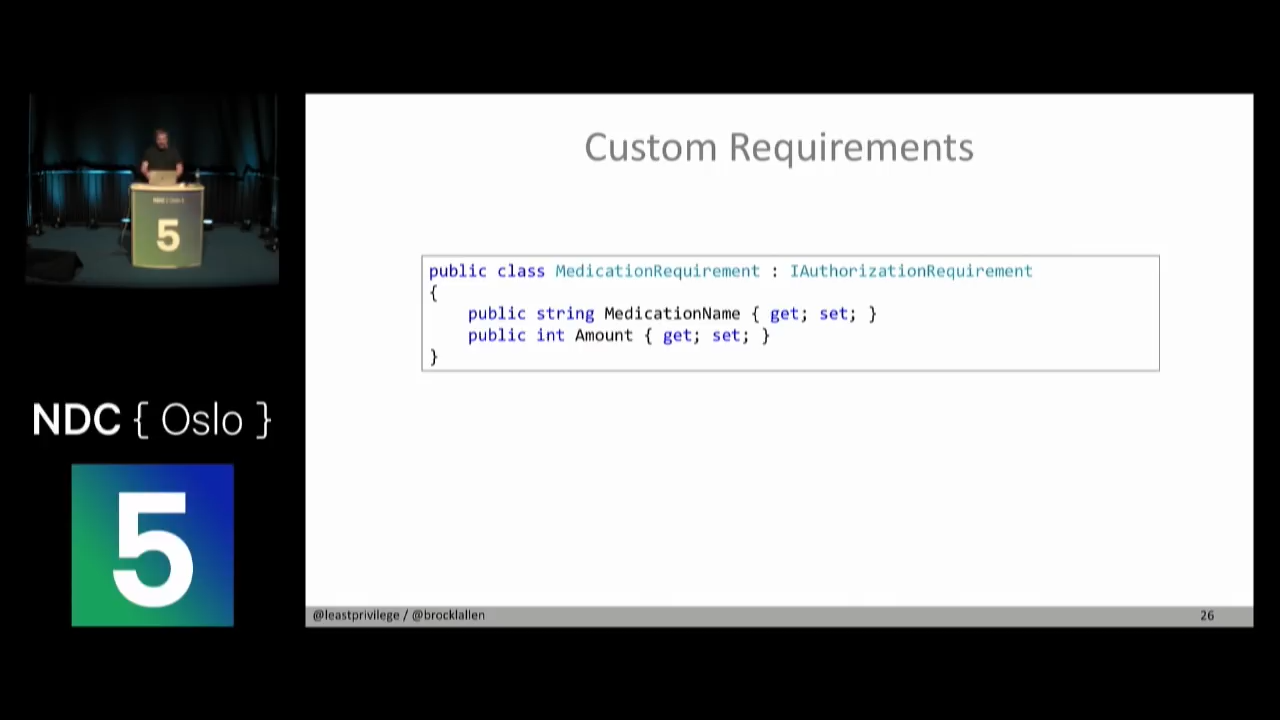 Custom Requirements
public class MedicationRequirement : IAuthorizationRequirement
{
    public string MedicationName { get; set; }
    public int Amount { get; set; }
}
5
NDC { Oslo }
5
@leastprivilege / @brocklallen
26